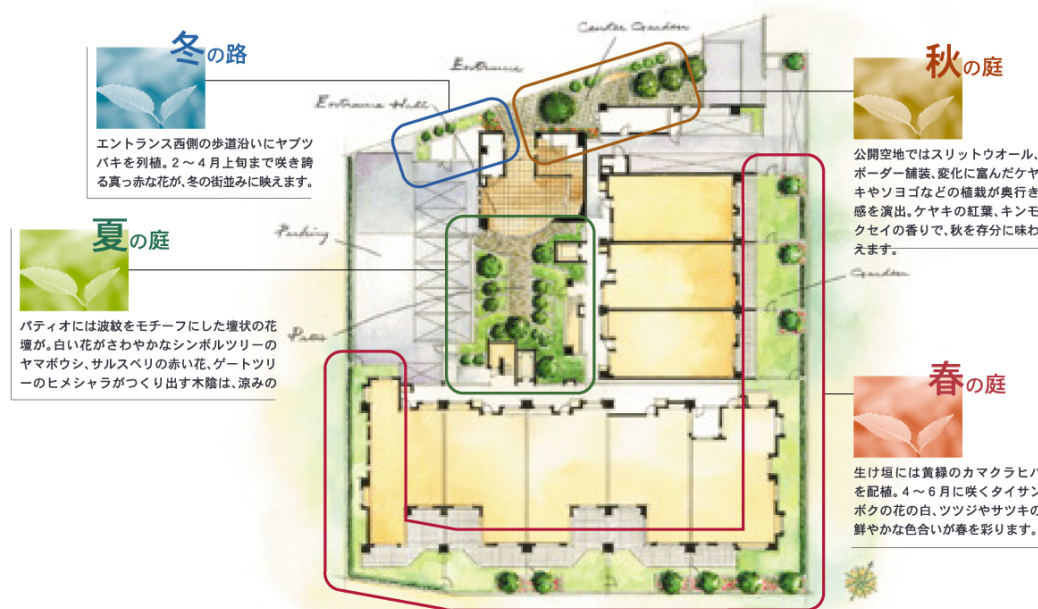 冬の路
エントランス西側の歩道沿いにヤブツ
バキを列植。2～4月上旬まで咲き誇
る真っ赤な花が、冬の街並みに映えます。
夏の庭
パティオには波紋をモチーフにした壇状の花
壇が。白い花がさわやかなシンボルツリーの
ヤマボウシ、サルスベリの赤い花、ゲートツリ
ーのヒメシャラがつくり出す木陰は、涼みの
Center Garden
Entrance
Entrance Hall
Parking
Patio
Garden
秋の庭
公開空地ではスリットウオール、
ボーダー舗装、変化に富んだケヤ
キやソヨゴなどの植栽が奥行き
感を演出。ケヤキの紅葉、キンモ
クセイの香りで、秋を存分に味わ
えます。
春の庭
生け垣には黄緑のカマクラヒバ
を配植。4～6月に咲くタイサン
ボクの花の白、ツツジやサツキの
鮮やかな色合いが春を彩ります。